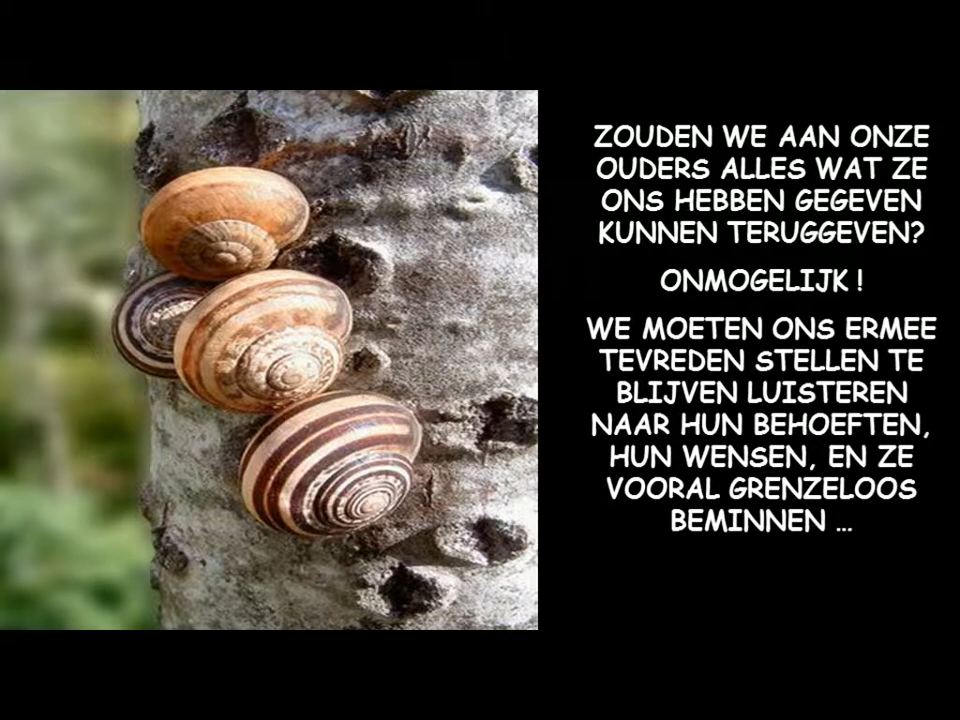 ZOUDEN WE AAN ONZE
OUDERS ALLES WAT ZE
ONS HEBBEN GEGEVEN
KUNNEN TERUGGEVEN?
ONMOGELIJK !
WE MOETEN ONS ERMEE
TEVREDEN STELLEN TE
BLIJVEN LUISTEREN
NAAR HUN BEHOEFTEN,
HUN WENSEN, EN ZE
VOORAL GRENZELOOS
BEMINNEN …